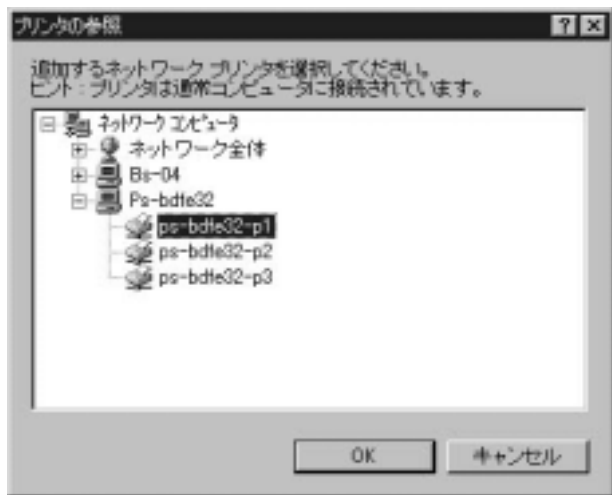 プリンタの参照
追加するネットワーク プリンタを選択してください。
ヒント：プリンタは通常コンピュータに接続されています。
ネットワーク コンピュータ
ネットワーク全体
Bs-04
Ps-bdfe32
ps-bdfe32-p1
ps-bdfe32-p2
ps-bdfe32-p3
OK
キャンセル